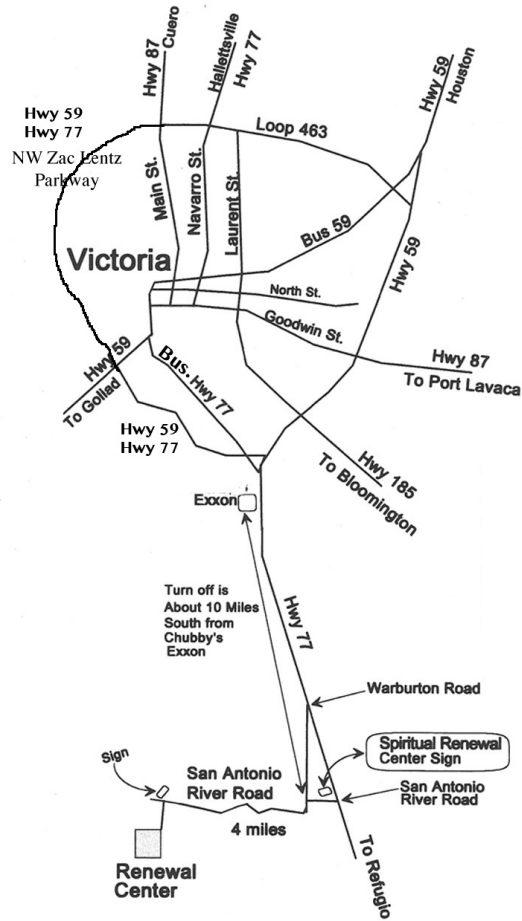 Hwy 87
Cuero
Hallettsville
Hwy 77
Hwy 59
Houston
Hwy 59
Hwy 77
NW Zac Lentz
Parkway
Loop 463
Main St.
Navarro St.
Laurent St.
Bus 59
Hwy 59
Victoria
North St.
Goodwin St.
Hwy 87
To Port Lavaca
Hwy 59
To Goliad
Bus. Hwy 77
Hwy 59
Hwy 77
Hwy 185
To Bloomington
Exxon
Turn off is
About 10 Miles
South from
Chubby's
Exxon
Hwy 77
Warburton Road
Spiritual Renewal
Center Sign
San Antonio
River Road
Sign
San Antonio
River Road
4 miles
To Refugio
Renewal
Center